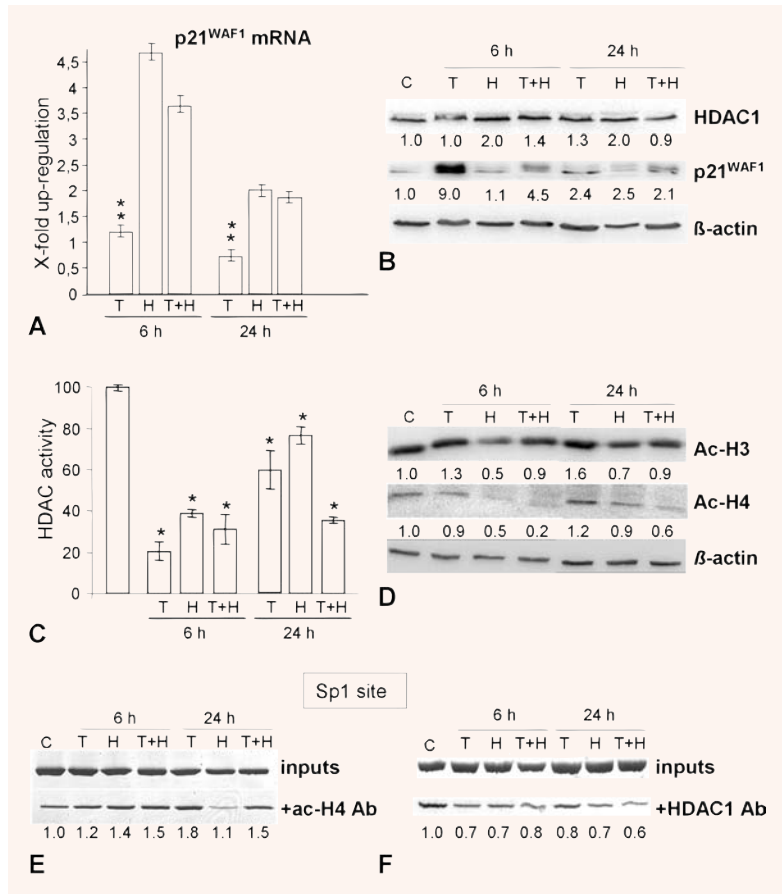 p21WAF1 mRNA
X-fold up-regulation
4,5
4
3,5
3
2,5
2
1,5
1
0,5
0
**
**
T H T+H T H T+H
6 h 24 h
A
6 h 24 h
C T H T+H T H T+H
HDAC1
1.0 1.0 2.0 1.4 1.3 2.0 0.9
p21WAF1
1.0 9.0 1.1 4.5 2.4 2.5 2.1
ß-actin
B
HDAC activity
100
80
60
40
20
0
* * * * * *
T H T+H T H T+H
6 h 24 h
C
6 h 24 h
C T H T+H T H T+H
Ac-H3
1.0 1.3 0.5 0.9 1.6 0.7 0.9
Ac-H4
1.0 0.9 0.5 0.2 1.2 0.9 0.6
ß-actin
D
Sp1 site
6 h 24 h
C T H T+H T H T+H
inputs
+ac-H4 Ab
1.0 1.2 1.4 1.5 1.8 1.1 1.5
E
6 h 24 h
C T H T+H T H T+H
inputs
+HDAC1 Ab
1.0 0.7 0.7 0.8 0.8 0.7 0.6
F